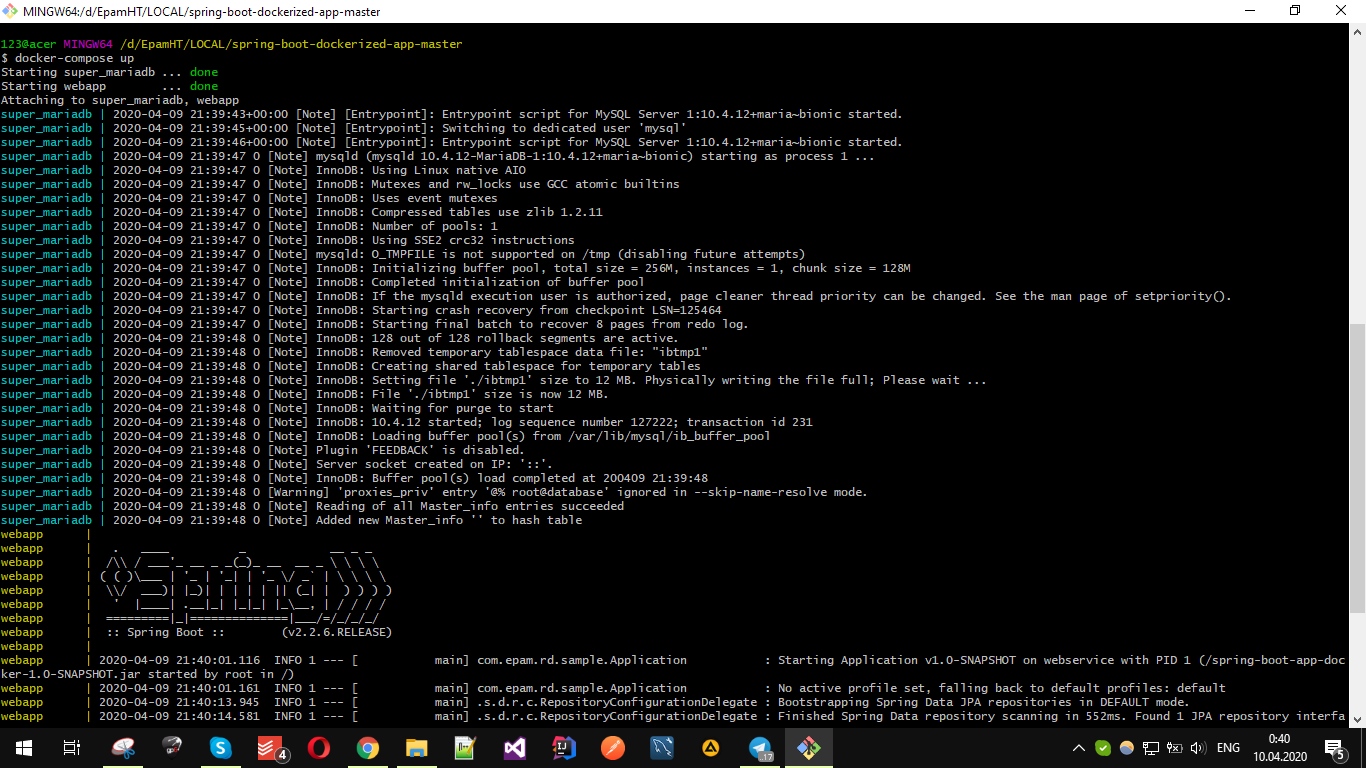 MINGW64:/d/EpamHT/LOCAL/spring-boot-dockerized-app-master
123@acer MINGW64 /d/EpamHT/LOCAL/spring-boot-dockerized-app-master
$ docker-compose up
Starting super_mariadb ... done
Starting webapp        ... done
Attaching to super_mariadb, webapp
super_mariadb | 2020-04-09 21:39:43+00:00 [Note] [Entrypoint]: Entrypoint script for MySQL Server 1:10.4.12+maria~bionic started.
super_mariadb | 2020-04-09 21:39:45+00:00 [Note] [Entrypoint]: Switching to dedicated user 'mysql'
super_mariadb | 2020-04-09 21:39:46+00:00 [Note] [Entrypoint]: Entrypoint script for MySQL Server 1:10.4.12+maria~bionic started.
super_mariadb | 2020-04-09 21:39:47 0 [Note] mysqld (mysqld 10.4.12-MariaDB-1:10.4.12+maria~bionic) starting as process 1 ...
super_mariadb | 2020-04-09 21:39:47 0 [Note] InnoDB: Using Linux native AIO
super_mariadb | 2020-04-09 21:39:47 0 [Note] InnoDB: Mutexes and rw_locks use GCC atomic builtins
super_mariadb | 2020-04-09 21:39:47 0 [Note] InnoDB: Uses event mutexes
super_mariadb | 2020-04-09 21:39:47 0 [Note] InnoDB: Compressed tables use zlib 1.2.11
super_mariadb | 2020-04-09 21:39:47 0 [Note] InnoDB: Number of pools: 1
super_mariadb | 2020-04-09 21:39:47 0 [Note] InnoDB: Using SSE2 crc32 instructions
super_mariadb | 2020-04-09 21:39:47 0 [Note] mysqld: O_TMPFILE is not supported on /tmp (disabling future attempts)
super_mariadb | 2020-04-09 21:39:47 0 [Note] InnoDB: Initializing buffer pool, total size = 256M, instances = 1, chunk size = 128M
super_mariadb | 2020-04-09 21:39:47 0 [Note] InnoDB: Completed initialization of buffer pool
super_mariadb | 2020-04-09 21:39:47 0 [Note] InnoDB: If the mysqld execution user is authorized, page cleaner thread priority can be changed. See the man page of setpriority().
super_mariadb | 2020-04-09 21:39:47 0 [Note] InnoDB: Starting crash recovery from checkpoint LSN=125464
super_mariadb | 2020-04-09 21:39:47 0 [Note] InnoDB: Starting final batch to recover 8 pages from redo log.
super_mariadb | 2020-04-09 21:39:48 0 [Note] InnoDB: 128 out of 128 rollback segments are active.
super_mariadb | 2020-04-09 21:39:48 0 [Note] InnoDB: Removed temporary tablespace data file: "ibtmp1"
super_mariadb | 2020-04-09 21:39:48 0 [Note] InnoDB: Creating shared tablespace for temporary tables
super_mariadb | 2020-04-09 21:39:48 0 [Note] InnoDB: Setting file './ibtmp1' size to 12 MB. Physically writing the file full; Please wait ...
super_mariadb | 2020-04-09 21:39:48 0 [Note] InnoDB: File './ibtmp1' size is now 12 MB.
super_mariadb | 2020-04-09 21:39:48 0 [Note] InnoDB: Waiting for purge to start
super_mariadb | 2020-04-09 21:39:48 0 [Note] InnoDB: 10.4.12 started; log sequence number 127222; transaction id 231
super_mariadb | 2020-04-09 21:39:48 0 [Note] InnoDB: Loading buffer pool(s) from /var/lib/mysql/ib_buffer_pool
super_mariadb | 2020-04-09 21:39:48 0 [Note] Plugin 'FEEDBACK' is disabled.
super_mariadb | 2020-04-09 21:39:48 0 [Note] Server socket created on IP: '::'.
super_mariadb | 2020-04-09 21:39:48 0 [Note] InnoDB: Buffer pool(s) load completed at 200409 21:39:48
super_mariadb | 2020-04-09 21:39:48 0 [Warning] 'proxies_priv' entry '@% root@database' ignored in --skip-name-resolve mode.
super_mariadb | 2020-04-09 21:39:48 0 [Note] Reading of all Master_info entries succeeded
super_mariadb | 2020-04-09 21:39:48 0 [Note] Added new Master_info '' to hash table
webapp        |
webapp        |   .   ____          _            __ _ _
webapp        |  /\\ / ___'_ __ _ _(_)_ __  __ _ \ \ \ \
webapp        | ( ( )\___ | '_ | '_| | '_ \/ _` | \ \ \ \
webapp        |  \\/  ___)| |_)| | | | | || (_| |  ) ) ) )
webapp        |   '  |____| .__|_| |_|_| |_\__, | / / / /
webapp        |  =========|_|==============|___/=/_/_/_/
webapp        |  :: Spring Boot ::        (v2.2.6.RELEASE)
webapp        |
webapp        | 2020-04-09 21:40:01.116  INFO 1 --- [           main] com.epam.rd.sample.Application           : Starting Application v1.0-SNAPSHOT on webservice with PID 1 (/spring-boot-app-doc
ker-1.0-SNAPSHOT.jar started by root in /)
webapp        | 2020-04-09 21:40:01.161  INFO 1 --- [           main] com.epam.rd.sample.Application           : No active profile set, falling back to default profiles: default
webapp        | 2020-04-09 21:40:13.945  INFO 1 --- [           main] .s.d.r.c.RepositoryConfigurationDelegate : Bootstrapping Spring Data JPA repositories in DEFAULT mode.
webapp        | 2020-04-09 21:40:14.581  INFO 1 --- [           main] .s.d.r.c.RepositoryConfigurationDelegate : Finished Spring Data repository scanning in 552ms. Found 1 JPA repository interfa
4
17
ENG
0:40
10.04.2020
5